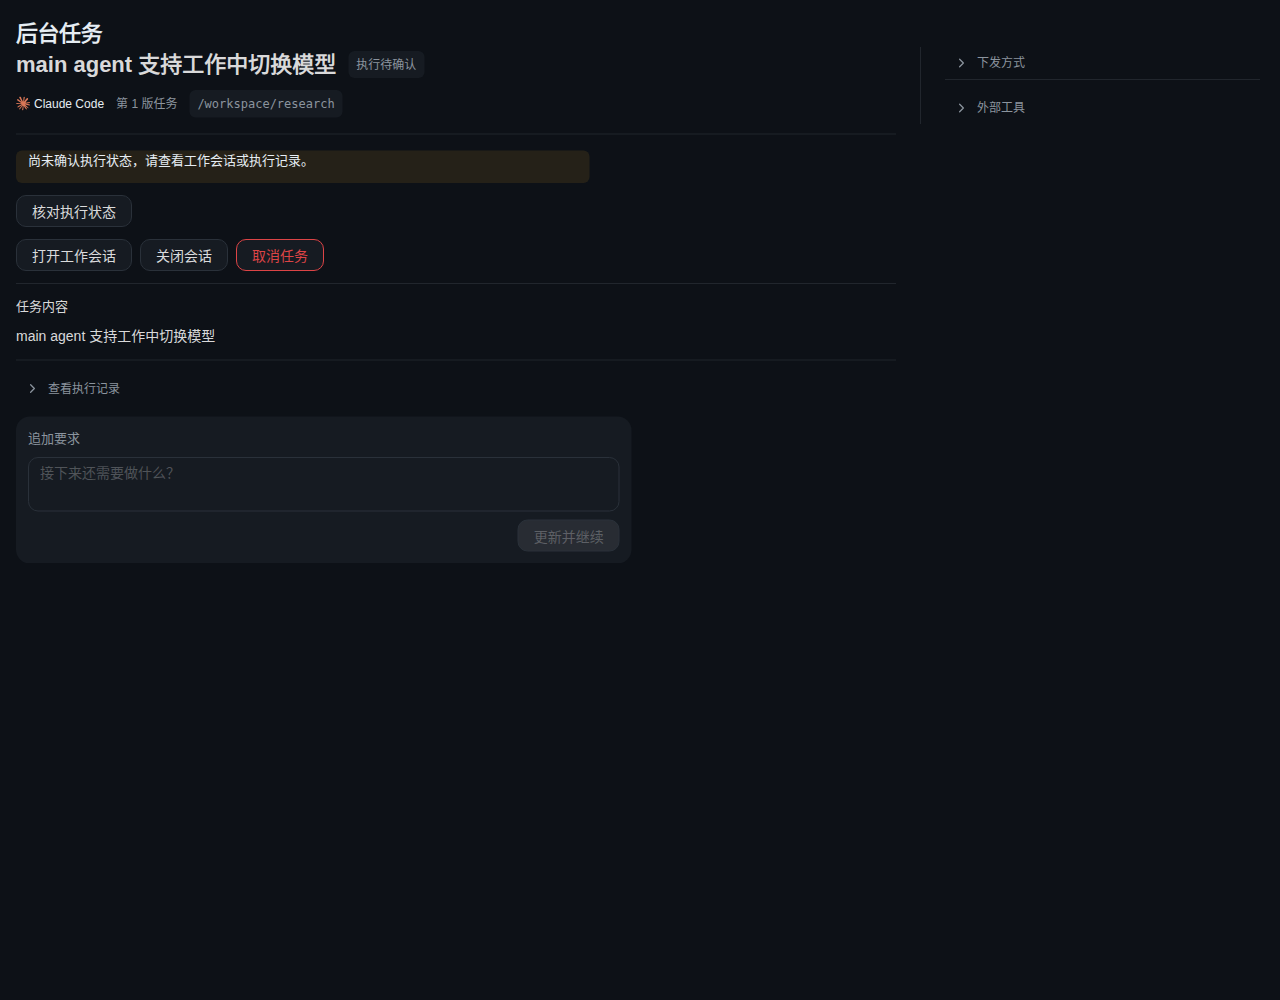 后台任务
main agent 支持工作中切换模型 执行待确认
Claude Code 第 1 版任务 /workspace/research
下发方式
外部工具
尚未确认执行状态，请查看工作会话或执行记录。
核对执行状态
打开工作会话 关闭会话 取消任务
任务内容
main agent 支持工作中切换模型
查看执行记录
追加要求
接下来还需要做什么？
更新并继续